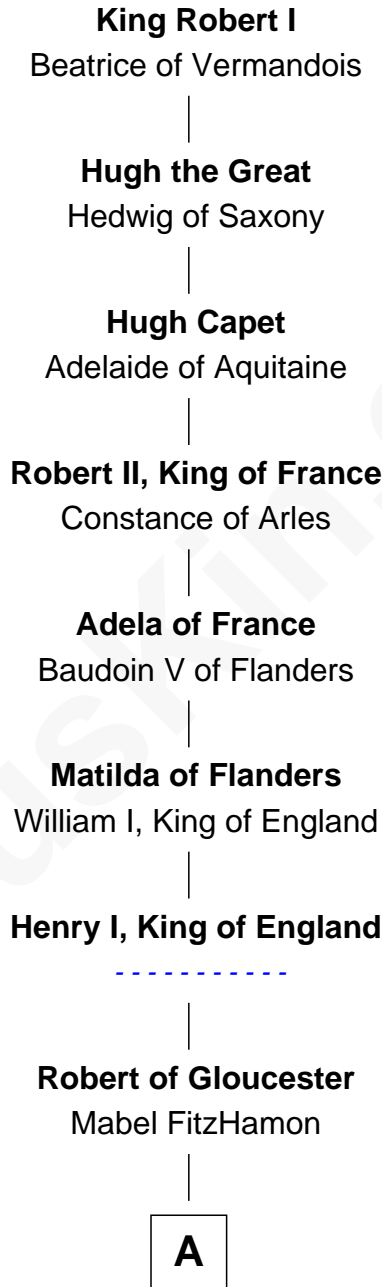 King Robert I
Beatrice of Vermandois
Hugh the Great
Hedwig of Saxony
Hugh Capet
Adelaide of Aquitaine
Robert II, King of France
Constance of Arles
Adela of France
Baudoin V of Flanders
Matilda of Flanders
William I, King of England
Henry I, King of England
- - - - - - - - - - -
Robert of Gloucester
Mabel FitzHamon
A